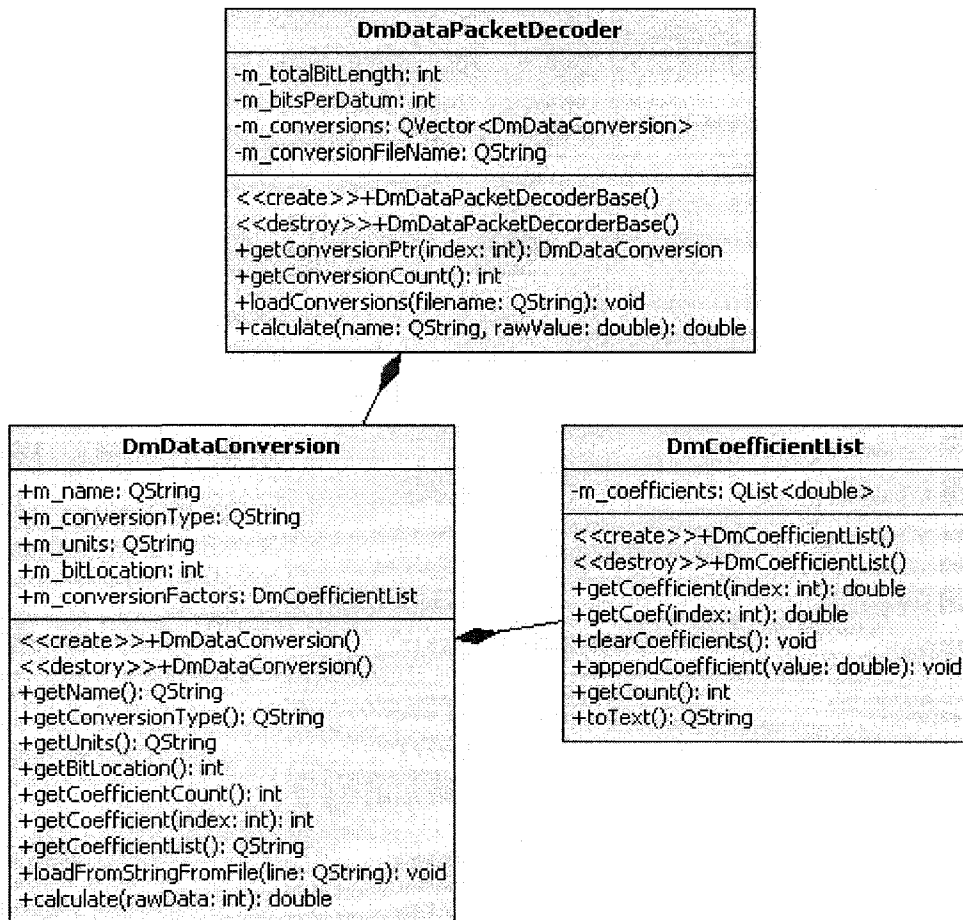 DmDataPacketDecoder
-m_totalBitLength: int
-m_bitsPerDatum: int
-m_conversions: QVector<DmDataConversion>
-m_conversionFileName: QString
<<create>>+DmDataPacketDecoderBase()
<<destroy>>+DmDataPacketDecorderBase()
+getConversionPtr(index: int): DmDataConversion
+getConversionCount(): int
+loadConversions(filename: QString): void
+calculate(name: QString, rawValue: double): double
DmDataConversion
+m_name: QString
+m_conversionType: QString
+m_units: QString
+m_bitLocation: int
+m_conversionFactors: DmCoefficientList
<<create>>+DmDataConversion()
<<destory>>+DmDataConversion()
+getName(): QString
+getConversionType(): QString
+getUnits(): QString
+getBitLocation(): int
+getCoefficientCount(): int
+getCoefficient(index: int): int
+getCoefficientList(): QString
+loadFromStringFromFile(line: QString): void
+calculate(rawData: int): double
DmCoefficientList
-m_coefficients: QList<double>
<<create>>+DmCoefficientList()
<<destroy>>+DmCoefficientList()
+getCoefficient(index: int): double
+getCoef(index: int): double
+clearCoefficients(): void
+appendCoefficient(value: double): void
+getCount(): int
+toText(): QString